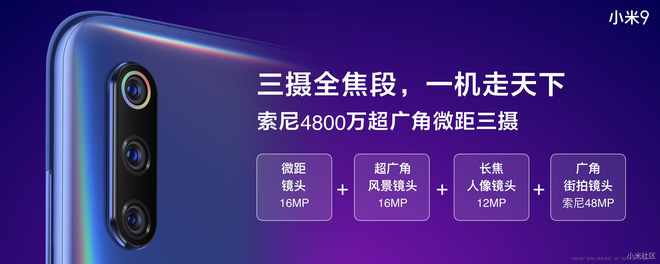 小米9
三摄全焦段，一机走天下
索尼4800万超广角微距三摄
微距
镜头
16MP
+
超广角
风景镜头
16MP
+
长焦
人像镜头
12MP
+
广角
街拍镜头
索尼48MP
小米社区